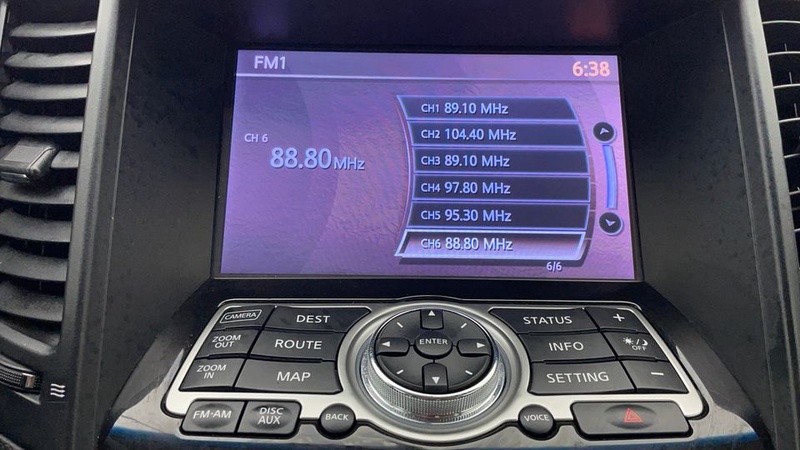 FM1
6:38
CH 6
88.80 MHz
CH1 89.10 MHz
CH2 104.40 MHz
CH3 89.10 MHz
CH4 97.80 MHz
CH5 95.30 MHz
CH6 88.80 MHz
6/6
CAMERA
DEST
ZOOM OUT
ROUTE
ZOOM IN
MAP
ENTER
STATUS
+
INFO
OFF
SETTING
−
FM·AM
DISC AUX
BACK
VOICE